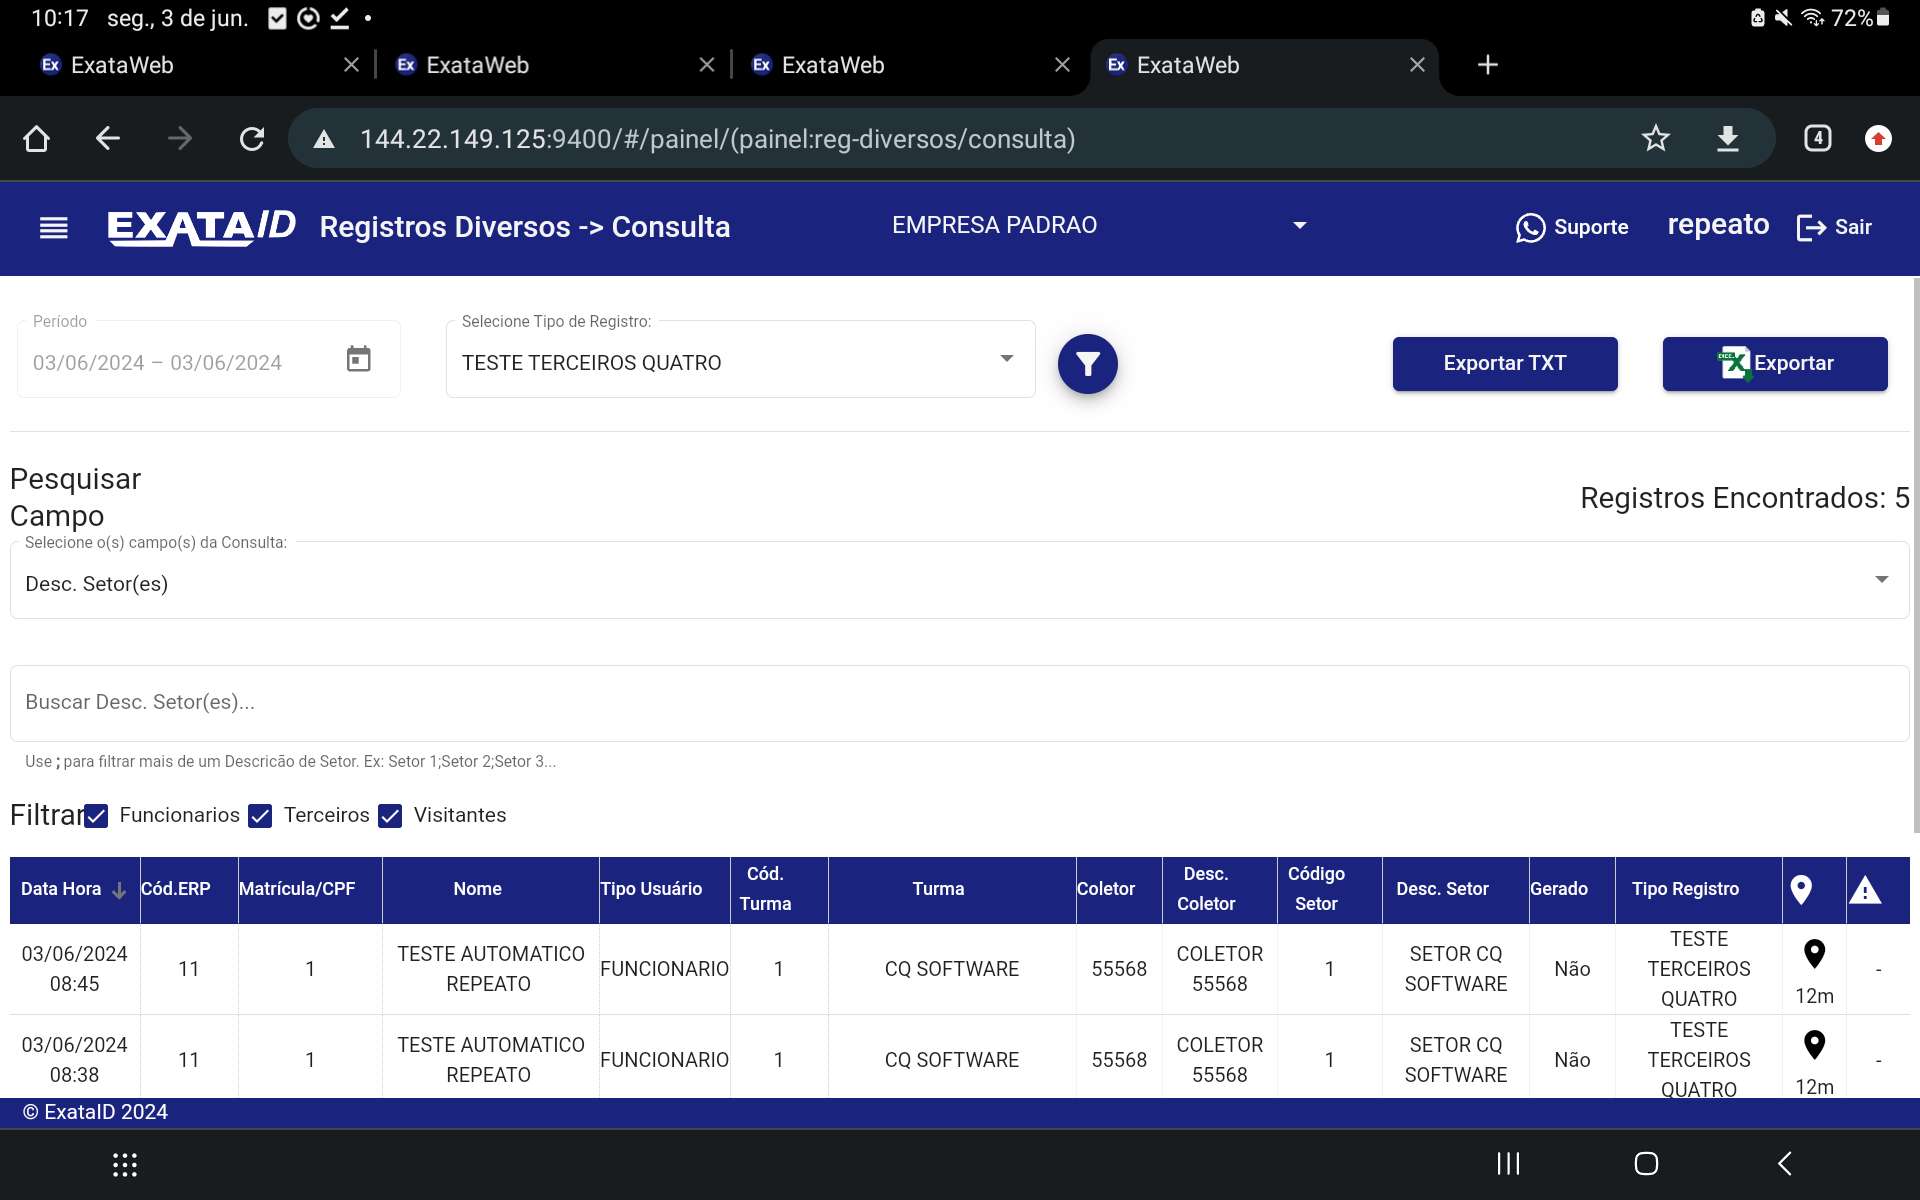 10:17 seg., 3 de jun. 72%
Ex ExataWeb Ex ExataWeb Ex ExataWeb Ex ExataWeb
144.22.149.125:9400/#/painel/(painel:reg-diversos/consulta) 4
EXATA/D Registros Diversos -> Consulta EMPRESA PADRAO Suporte repeato Sair
Período Selecione Tipo de Registro:
03/06/2024 – 03/06/2024 TESTE TERCEIROS QUATRO Exportar TXT Exportar
Pesquisar
Campo
Registros Encontrados: 5
Selecione o(s) campo(s) da Consulta:
Desc. Setor(es)
Buscar Desc. Setor(es)...
Use ; para filtrar mais de um Descricão de Setor. Ex: Setor 1;Setor 2;Setor 3...
Filtrar Funcionarios Terceiros Visitantes
Data Hora Cód.ERP Matrícula/CPF Nome Tipo Usuário Cód. Turma Turma Coletor Desc. Coletor Código Setor Desc. Setor Gerado Tipo Registro
03/06/2024 08:45 11 1 TESTE AUTOMATICO REPEATO FUNCIONARIO 1 CQ SOFTWARE 55568 COLETOR 55568 1 SETOR CQ SOFTWARE Não TESTE TERCEIROS QUATRO 12m -
03/06/2024 08:38 11 1 TESTE AUTOMATICO REPEATO FUNCIONARIO 1 CQ SOFTWARE 55568 COLETOR 55568 1 SETOR CQ SOFTWARE Não TESTE TERCEIROS QUATRO 12m -
© ExataID 2024